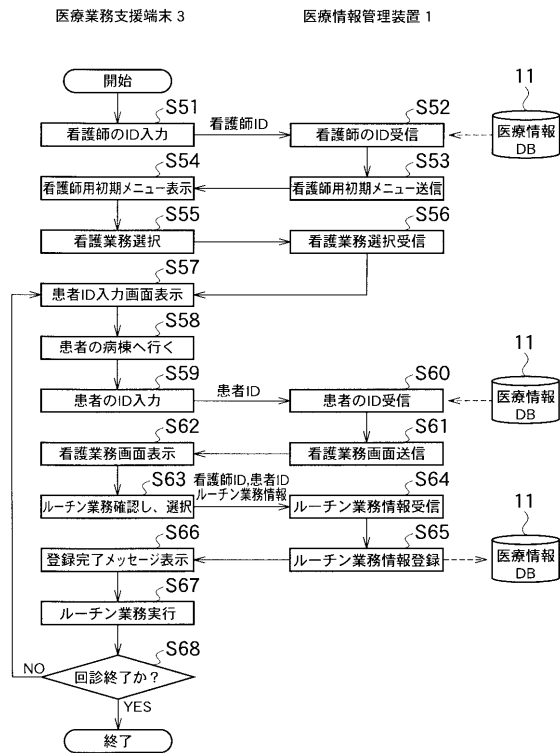 医療業務支援端末 3
医療情報管理装置 1
開始
S51
看護師のID入力
看護師ID
S52
看護師のID受信
11
医療情報
DB
S53
看護師用初期メニュー送信
S54
看護師用初期メニュー表示
S55
看護業務選択
S56
看護業務選択受信
S57
患者ID入力画面表示
S58
患者の病棟へ行く
S59
患者のID入力
患者ID
S60
患者のID受信
11
医療情報
DB
S61
看護業務画面送信
S62
看護業務画面表示
S63
ルーチン業務確認し、選択
看護師ID,患者ID
ルーチン業務情報
S64
ルーチン業務情報受信
S65
ルーチン業務情報登録
11
医療情報
DB
S66
登録完了メッセージ表示
S67
ルーチン業務実行
S68
回診終了か?
NO
YES
終了